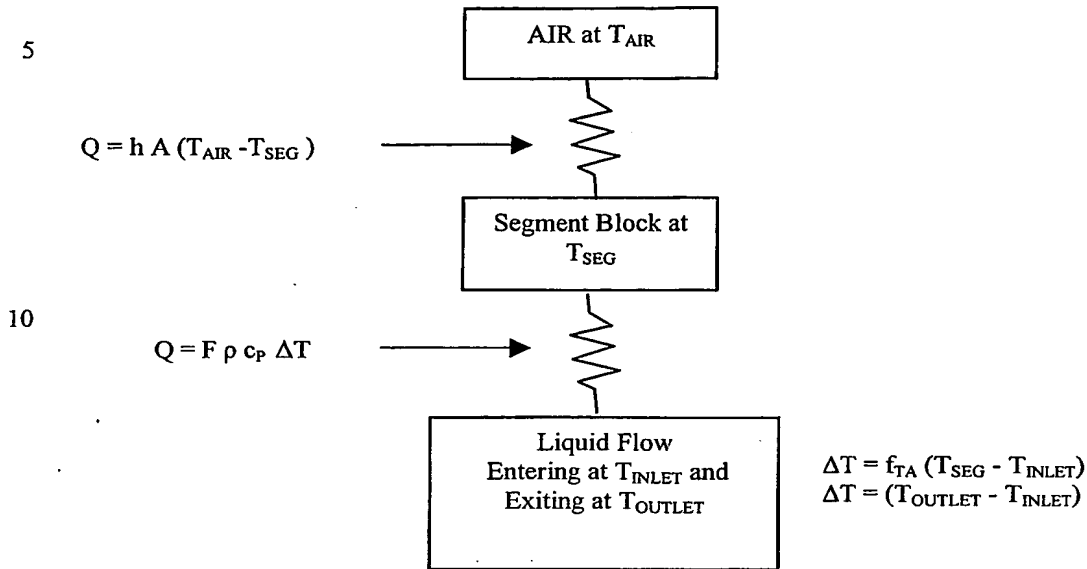 5
AIR at T_AIR
Q = h A (T_AIR - T_SEG )
Segment Block at
T_SEG
10
Q = F ρ c_P ΔT
Liquid Flow
Entering at T_INLET and
Exiting at T_OUTLET
ΔT = f_TA (T_SEG - T_INLET)
ΔT = (T_OUTLET - T_INLET)